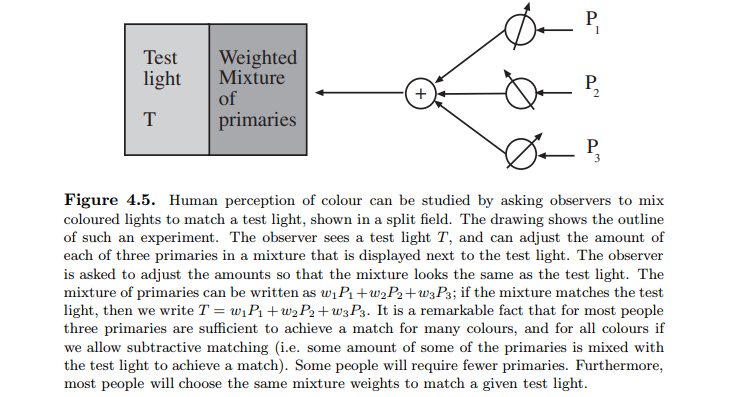 Test
light
T
Weighted
Mixture
of
primaries
+
P1
P2
P3
Figure 4.5. Human perception of colour can be studied by asking observers to mix
coloured lights to match a test light, shown in a split field. The drawing shows the outline
of such an experiment. The observer sees a test light T, and can adjust the amount of
each of three primaries in a mixture that is displayed next to the test light. The observer
is asked to adjust the amounts so that the mixture looks the same as the test light. The
mixture of primaries can be written as w₁P₁+w₂P₂+w₃P₃; if the mixture matches the test
light, then we write T = w₁P₁+w₂P₂+w₃P₃. It is a remarkable fact that for most people
three primaries are sufficient to achieve a match for many colours, and for all colours if
we allow subtractive matching (i.e. some amount of some of the primaries is mixed with
the test light to achieve a match). Some people will require fewer primaries. Furthermore,
most people will choose the same mixture weights to match a given test light.